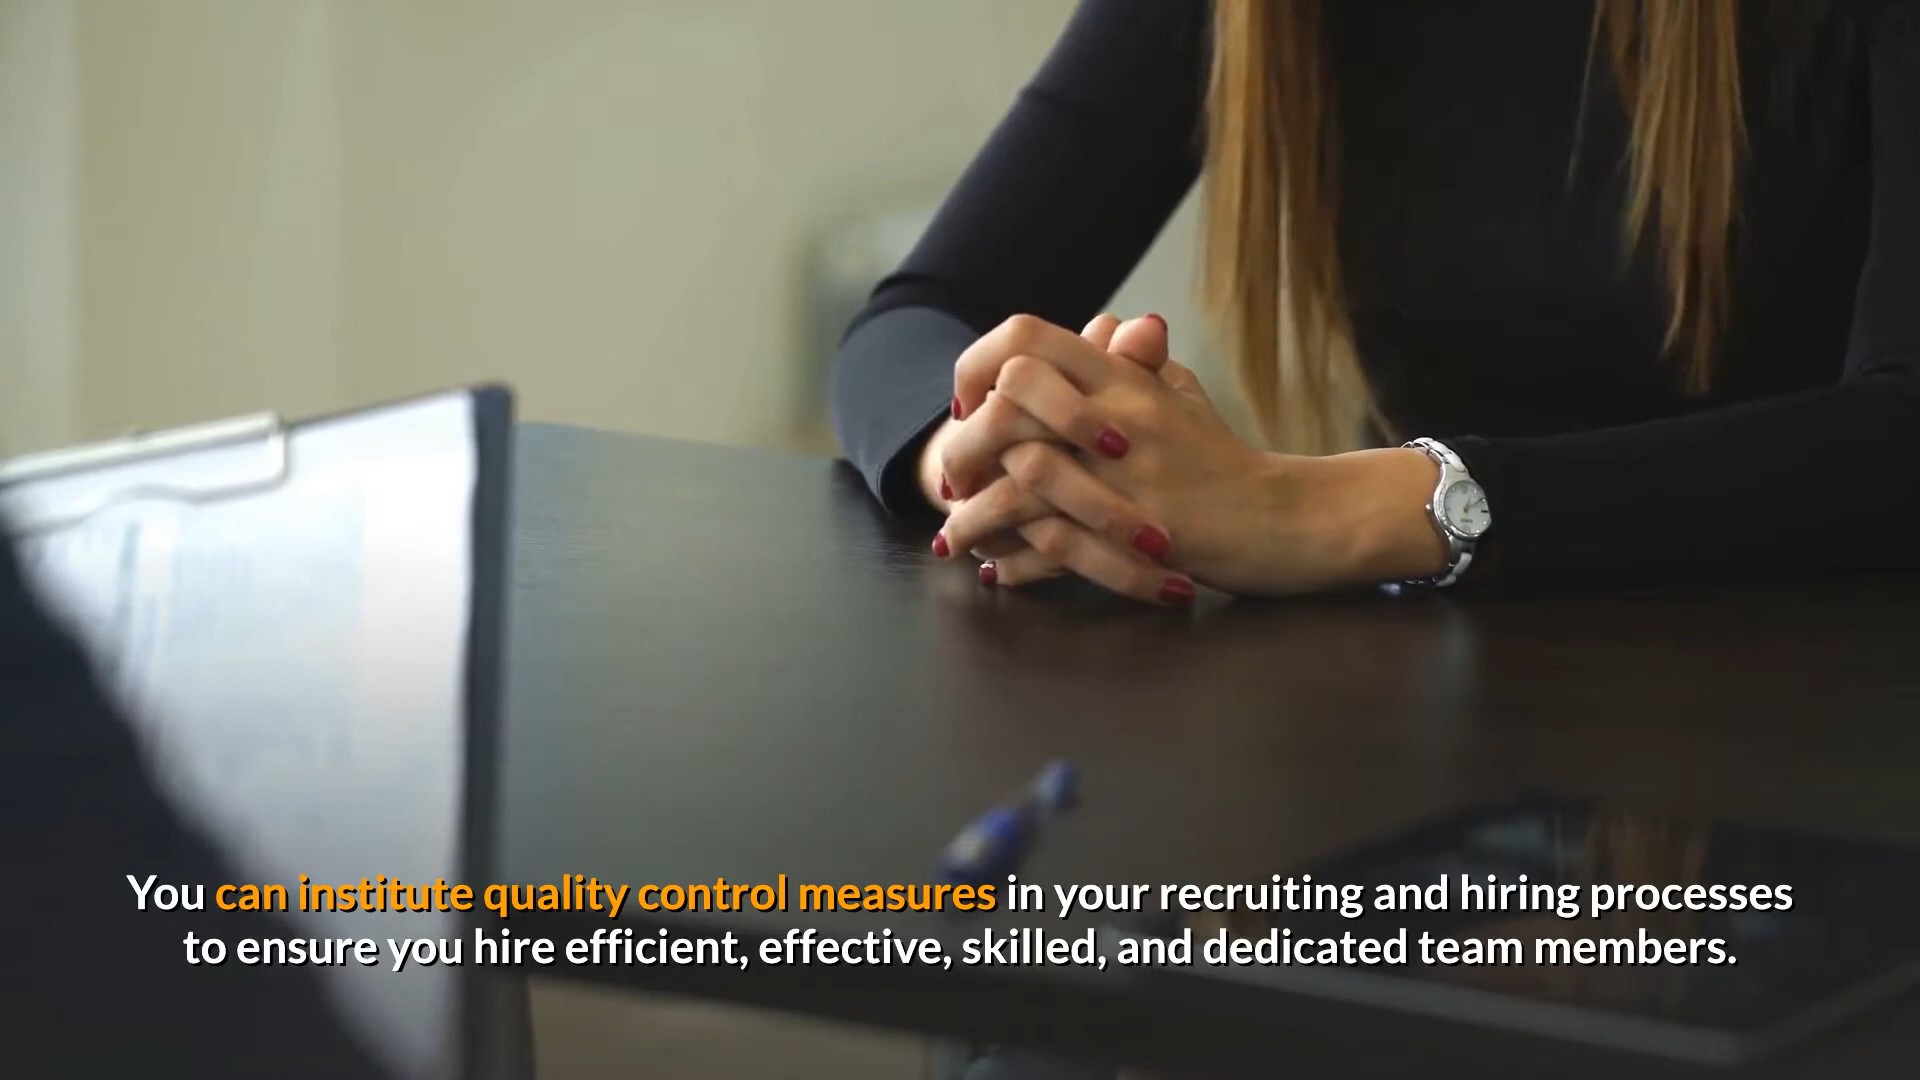 You can institute quality control measures in your recruiting and hiring processes
to ensure you hire efficient, effective, skilled, and dedicated team members.